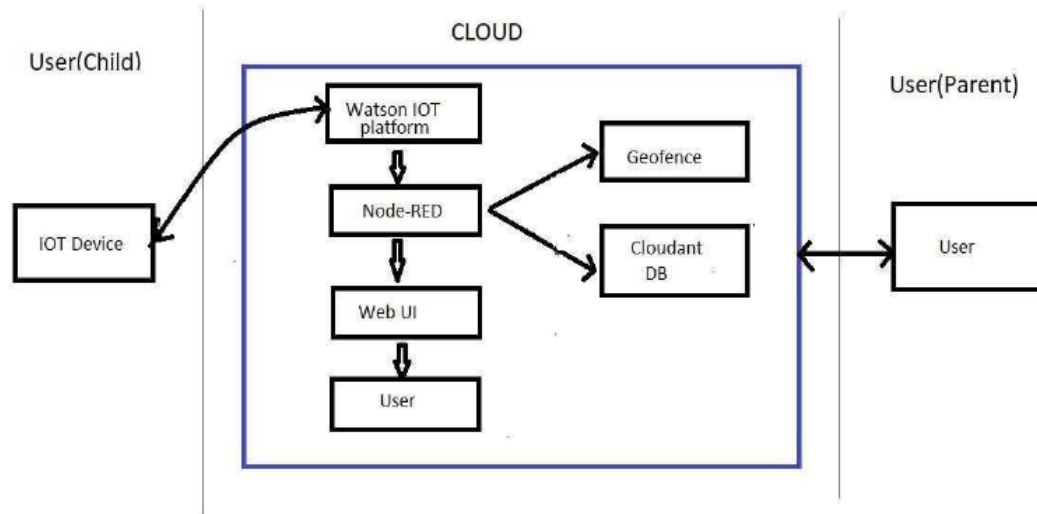 CLOUD
User(Child)
User(Parent)
Watson IOT
platform
Geofence
Node-RED
IOT Device
Cloudant
DB
User
Web UI
User